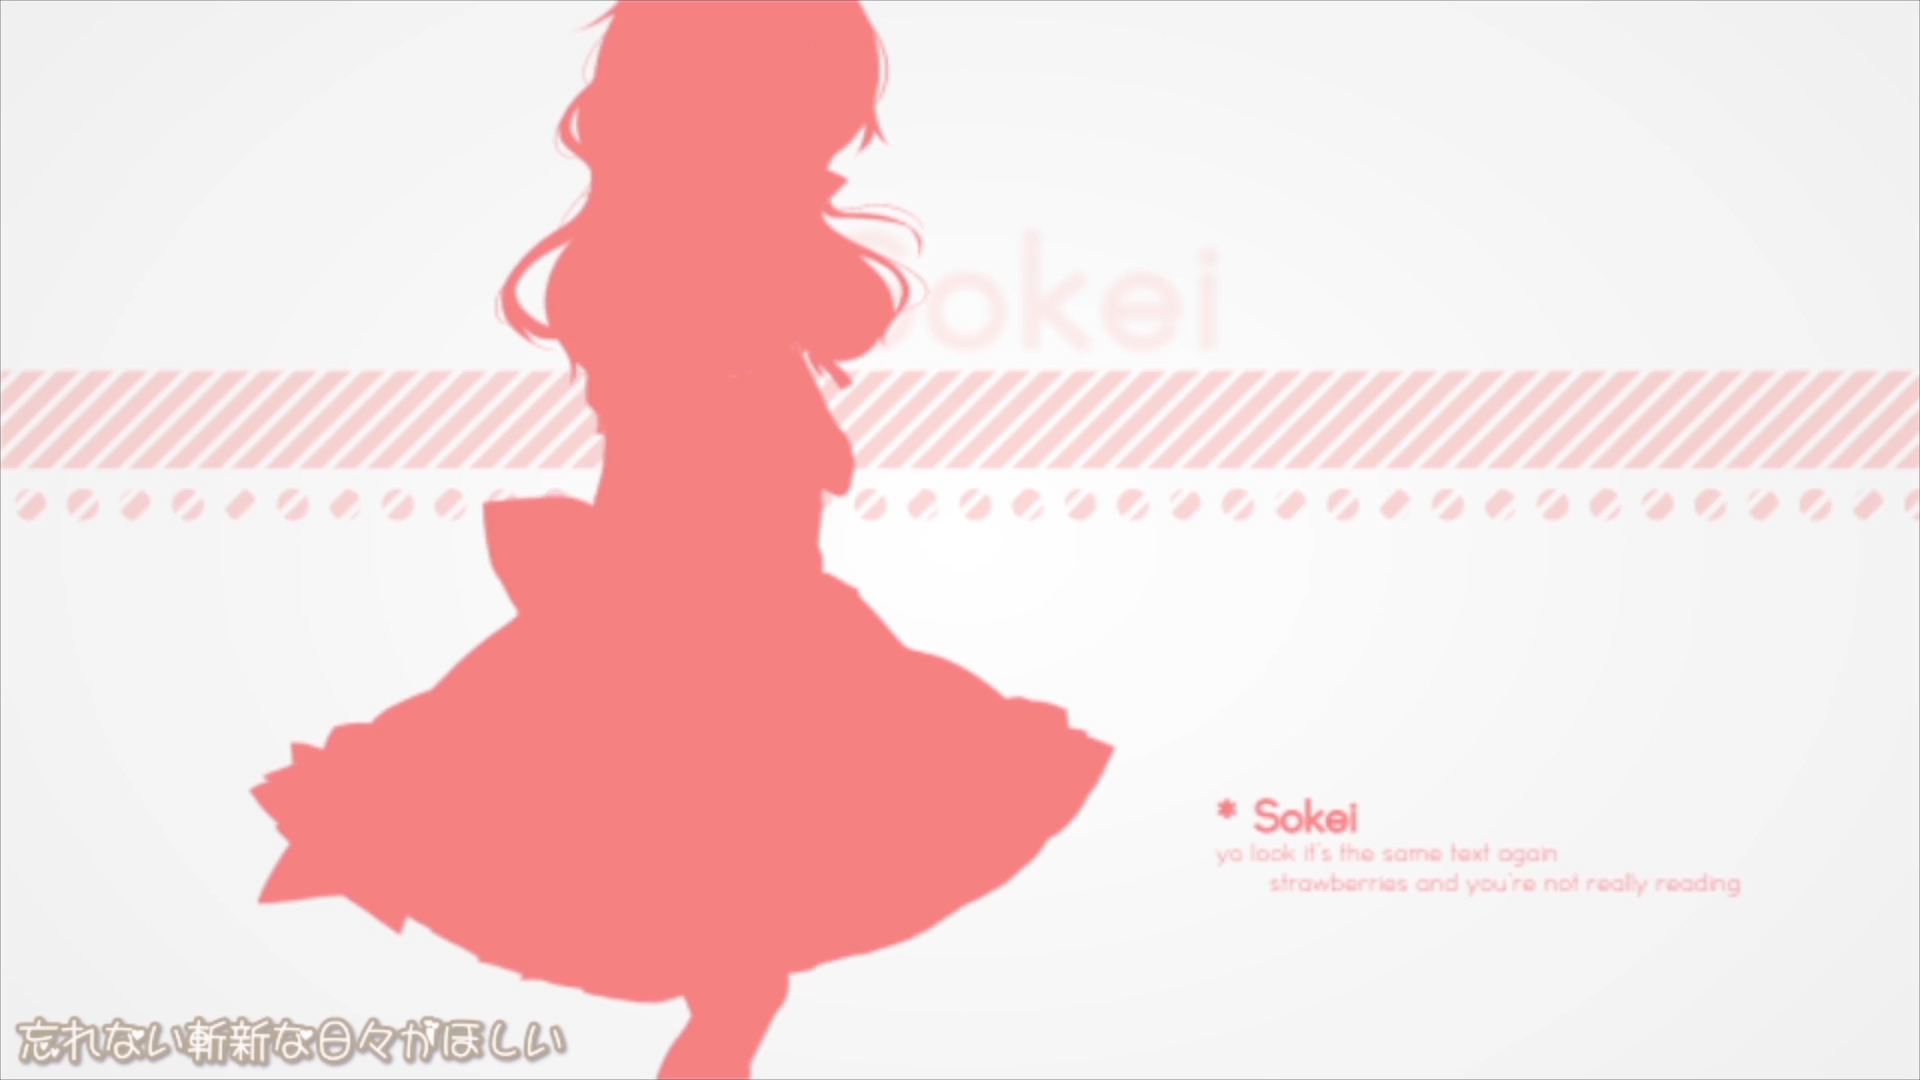 Sokei
* Sokei
yo look it's the same text again
strawberries and you're not really reading
忘れない斬新な日々がほしい